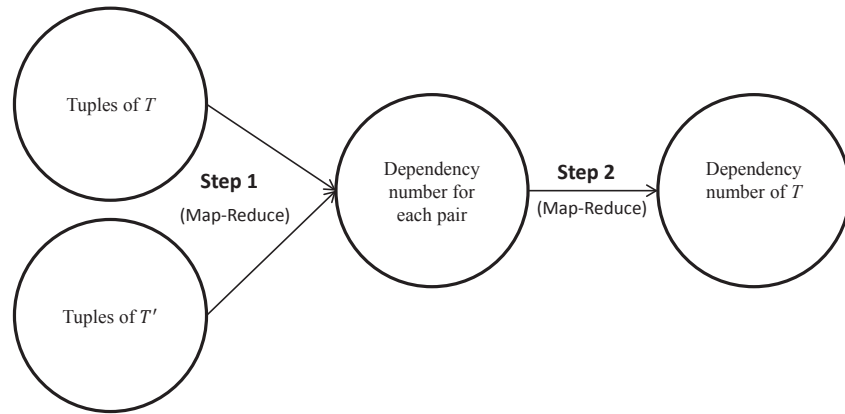 Tuples of T
Step 1
(Map-Reduce)
Tuples of T′
Dependency
number for
each pair
Step 2
(Map-Reduce)
Dependency
number of T